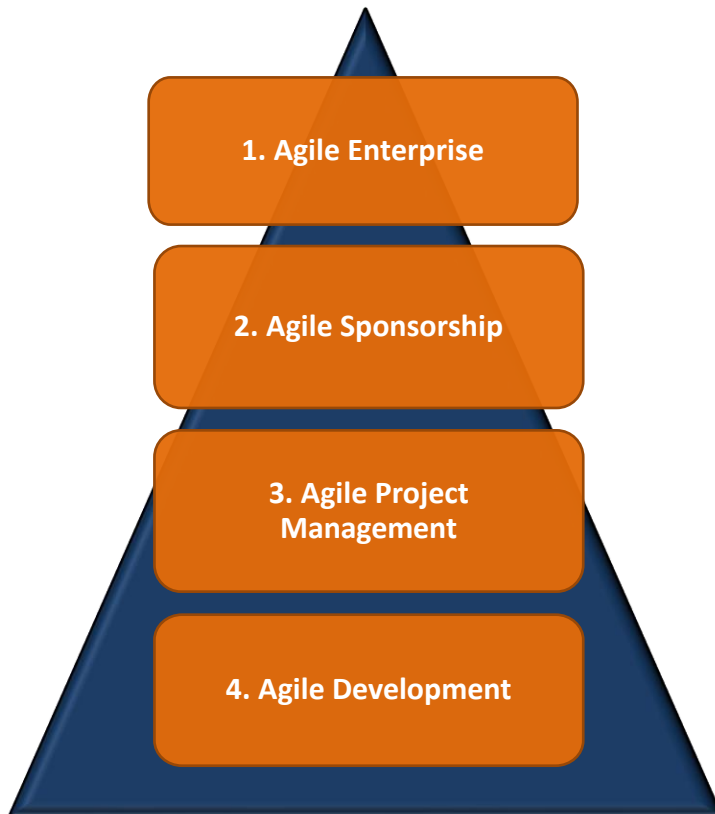 1. Agile Enterprise
2. Agile Sponsorship
3. Agile Project
Management
4. Agile Development